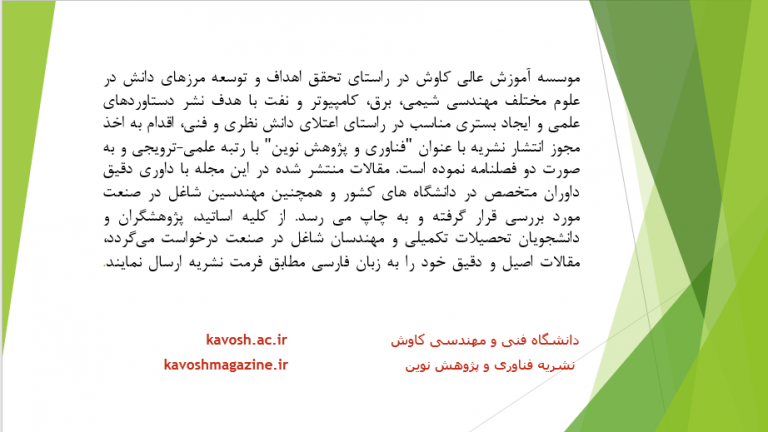 موسسه آموزش عالی کاوش در راستای تحقق اهداف و توسعه مرزهای دانش در
علوم مختلف مهندسی شیمی، برق، کامپیوتر و نفت با هدف نشر دستاوردهای
علمی و ایجاد بستری مناسب در راستای اعتلای دانش نظری و فنی، اقدام به اخذ
مجوز انتشار نشریه با عنوان "فناوری و پژوهش نوین" با رتبه علمی-ترویجی و به
صورت دو فصلنامه نموده است. مقالات منتشر شده در این مجله با داوری دقیق
داوران متخصص در دانشگاه های کشور و همچنین مهندسین شاغل در صنعت
مورد بررسی قرار گرفته و به چاپ می رسد. از کلیه اساتید، پژوهشگران و
دانشجویان تحصیلات تکمیلی و مهندسان شاغل در صنعت درخواست می‌گردد،
مقالات اصیل و دقیق خود را به زبان فارسی مطابق فرمت نشریه ارسال نمایند.
دانشگاه فنی و مهندسی کاوش kavosh.ac.ir
نشریه فناوری و پژوهش نوین kavoshmagazine.ir